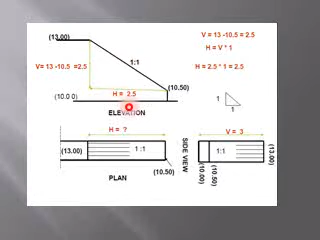 (13.00)
V = 13 -10.5 = 2.5
H = V * 1
1:1
V= 13 -10.5 =2.5
H = 2.5 * 1 = 2.5
(10.50)
H = 2.5
(10.0 0)
1
1
ELEVATION
H = ?
V = 3
(13.00)
1 :1
SIDE VIEW
1:1
(13.00)
(10.50)
(10.00)
(10.50)
PLAN